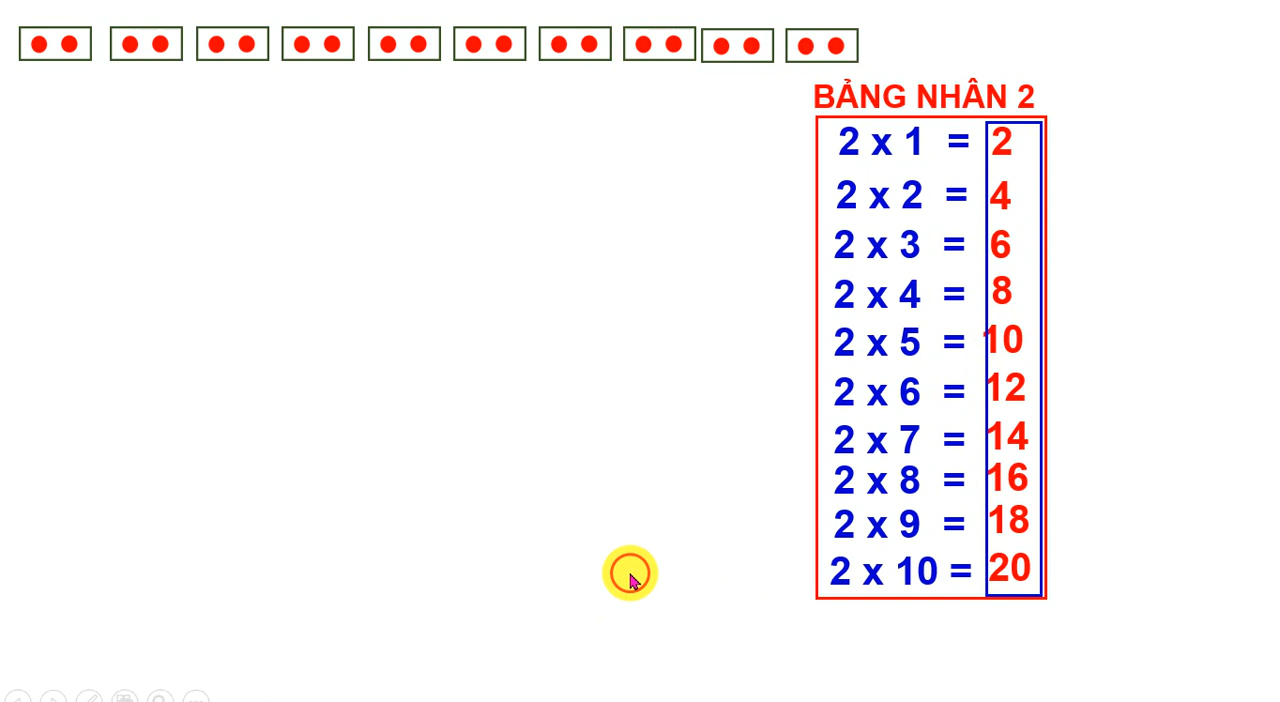 BẢNG NHÂN 2
2 x 1 = 2
2 x 2 = 4
2 x 3 = 6
2 x 4 = 8
2 x 5 = 10
2 x 6 = 12
2 x 7 = 14
2 x 8 = 16
2 x 9 = 18
2 x 10 = 20